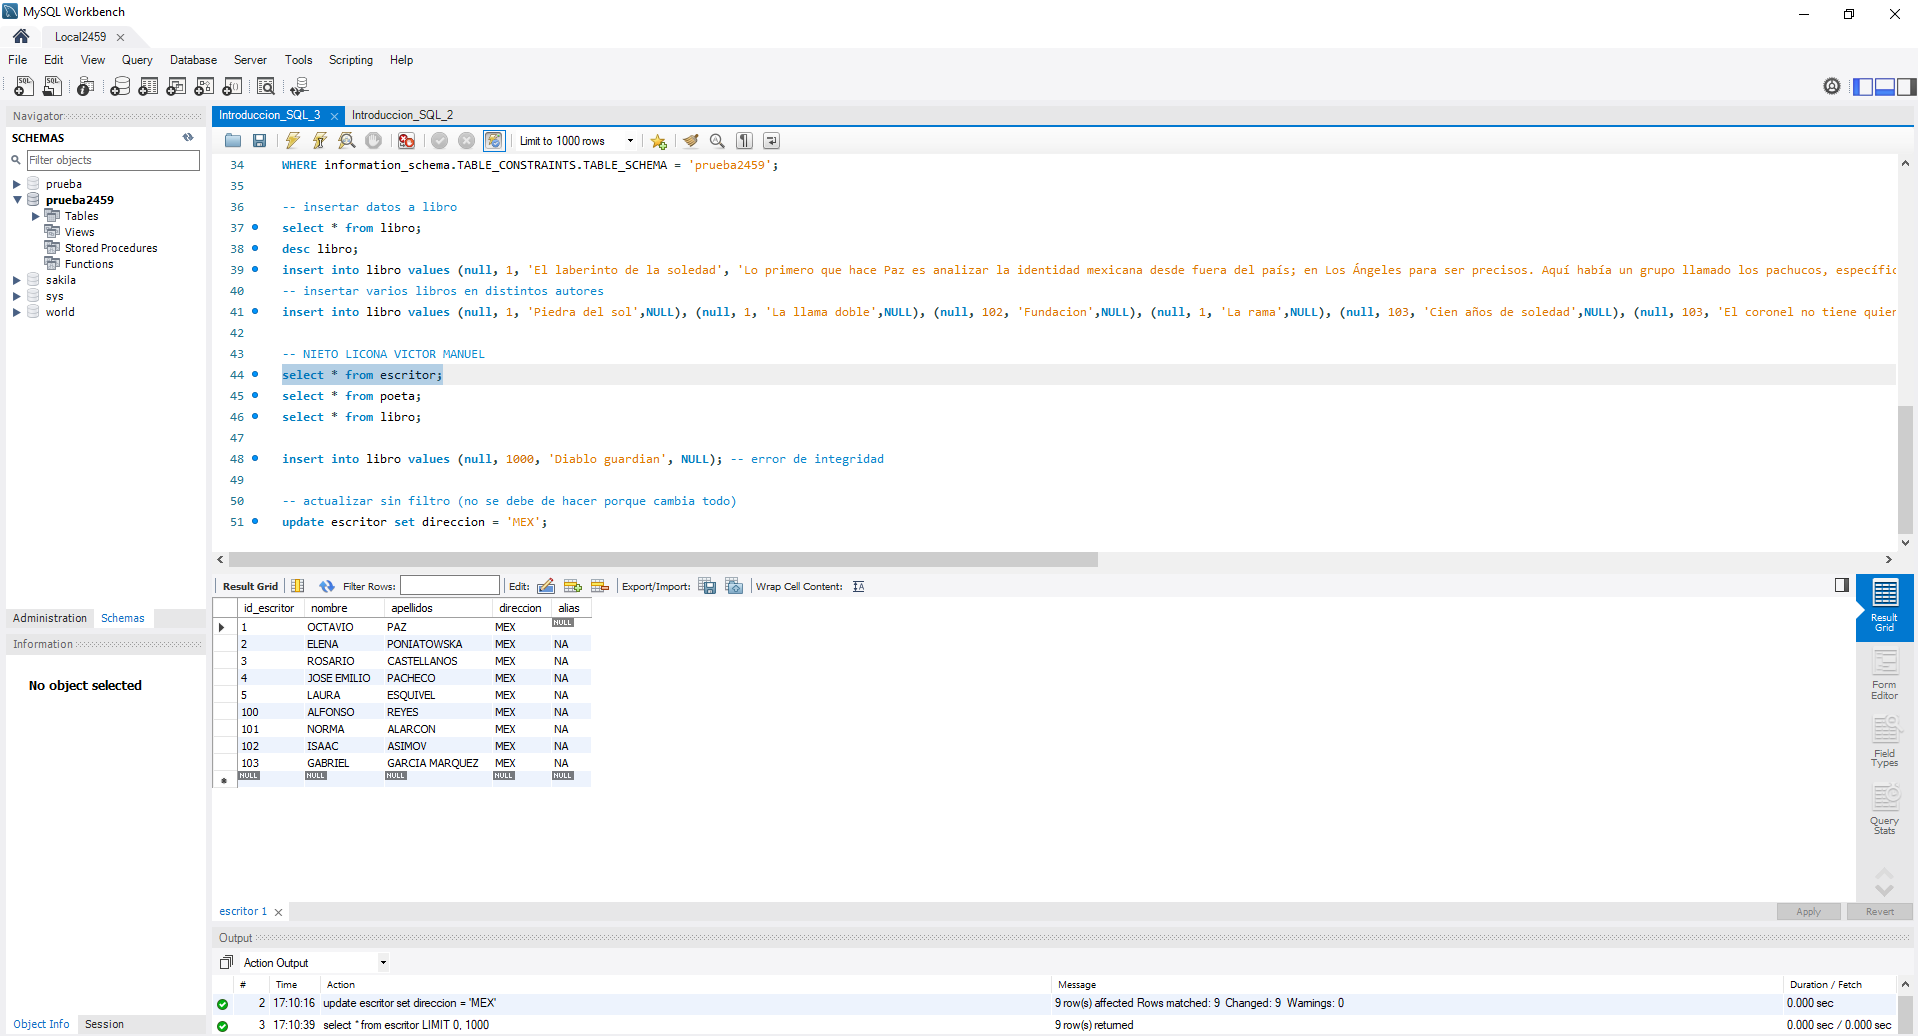 MySQL Workbench
Local2459
File Edit View Query Database Server Tools Scripting Help
Navigator
SCHEMAS
Filter objects
prueba
prueba2459
Tables
Views
Stored Procedures
Functions
sakila
sys
world
Administration Schemas
Information
No object selected
Object Info Session
Introduccion_SQL_3 Introduccion_SQL_2
Limit to 1000 rows
34 WHERE information_schema.TABLE_CONSTRAINTS.TABLE_SCHEMA = 'prueba2459';
35
36 -- insertar datos a libro
37 select * from libro;
38 desc libro;
39 insert into libro values (null, 1, 'El laberinto de la soledad', 'Lo primero que hace Paz es analizar la identidad mexicana desde fuera del país; en Los Ángeles para ser precisos. Aquí había un grupo llamado los pachucos, específic
40 -- insertar varios libros en distintos autores
41 insert into libro values (null, 1, 'Piedra del sol',NULL), (null, 1, 'La llama doble',NULL), (null, 102, 'Fundacion',NULL), (null, 1, 'La rama',NULL), (null, 103, 'Cien años de soledad',NULL), (null, 103, 'El coronel no tiene quier
42
43 -- NIETO LICONA VICTOR MANUEL
44 select * from escritor;
45 select * from poeta;
46 select * from libro;
47
48 insert into libro values (null, 1000, 'Diablo guardian', NULL); -- error de integridad
49
50 -- actualizar sin filtro (no se debe de hacer porque cambia todo)
51 update escritor set direccion = 'MEX';
Result Grid Filter Rows: Edit: Export/Import: Wrap Cell Content:
id_escritor nombre apellidos direccion alias
1 OCTAVIO PAZ MEX NULL
2 ELENA PONIATOWSKA MEX NA
3 ROSARIO CASTELLANOS MEX NA
4 JOSE EMILIO PACHECO MEX NA
5 LAURA ESQUIVEL MEX NA
100 ALFONSO REYES MEX NA
101 NORMA ALARCON MEX NA
102 ISAAC ASIMOV MEX NA
103 GABRIEL GARCIA MARQUEZ MEX NA
NULL NULL NULL NULL NULL
Result Grid
Form Editor
Field Types
Query Stats
escritor 1
Apply Revert
Output
Action Output
# Time Action Message Duration / Fetch
2 17:10:16 update escritor set direccion = 'MEX' 9 row(s) affected Rows matched: 9 Changed: 9 Warnings: 0 0.000 sec
3 17:10:39 select * from escritor LIMIT 0, 1000 9 row(s) returned 0.000 sec / 0.000 sec